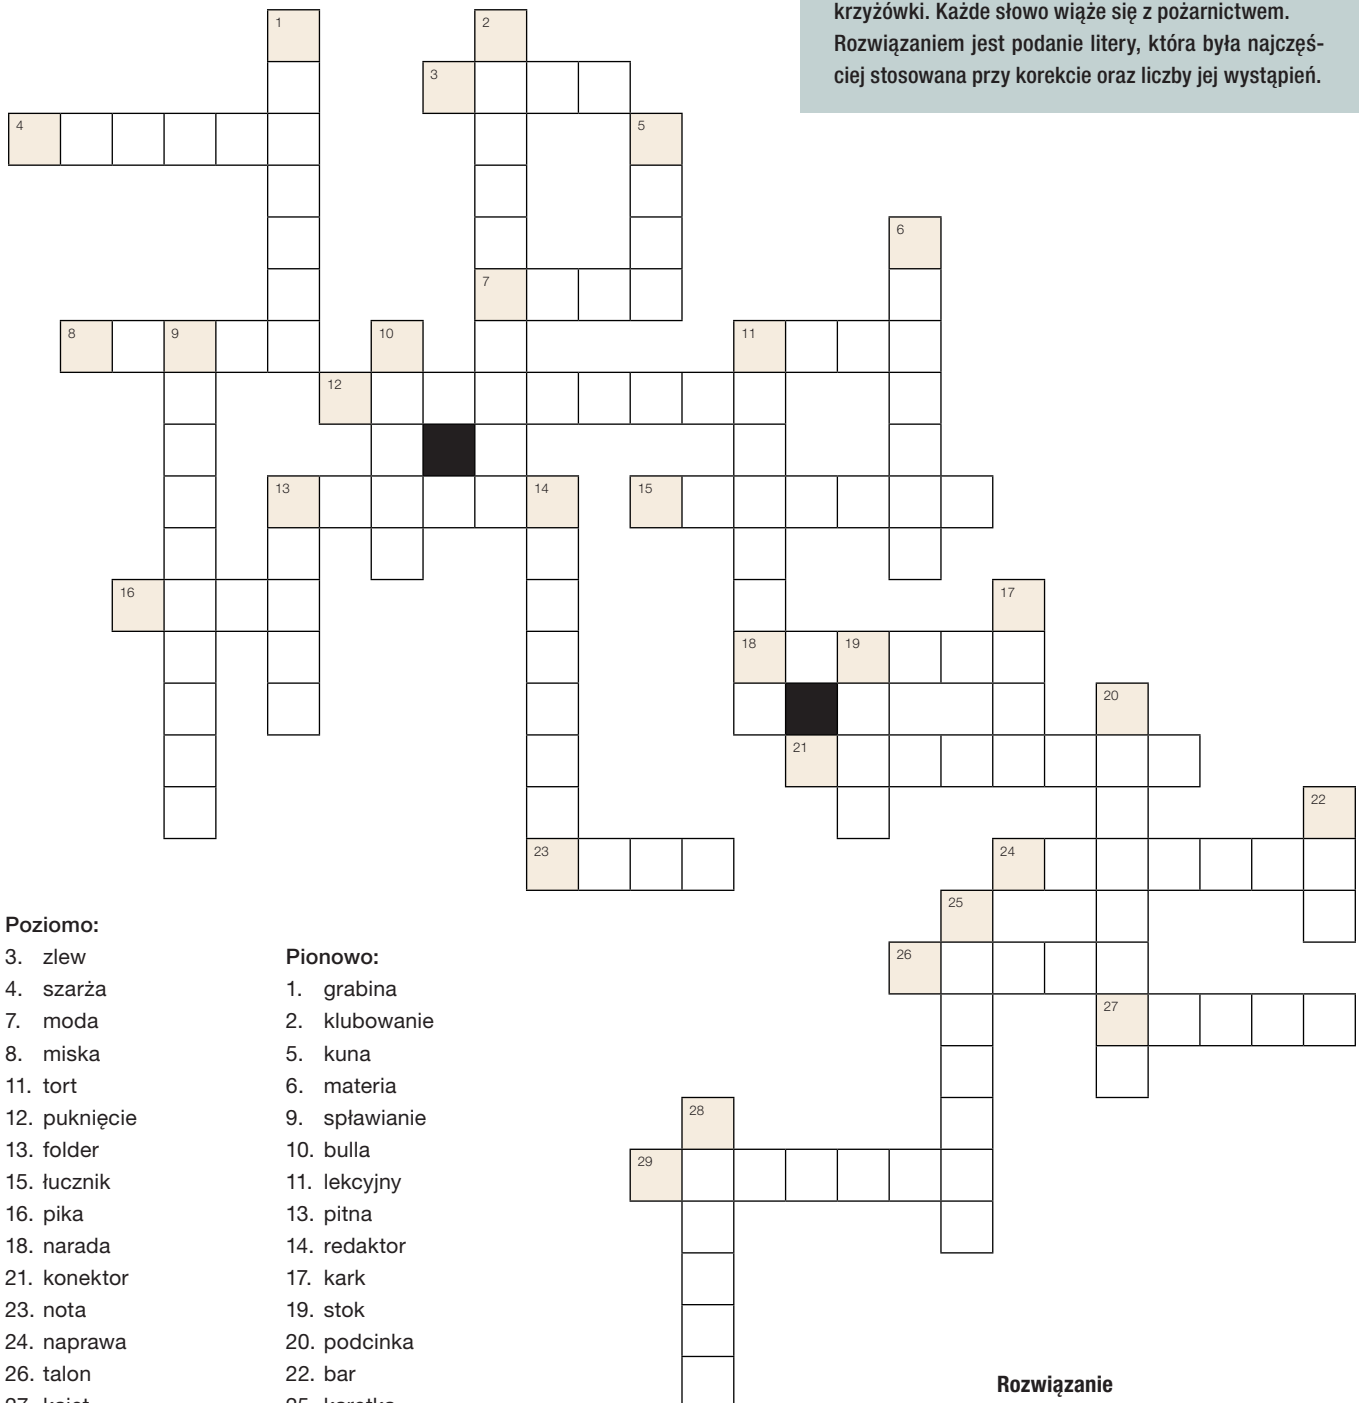 krzyżówki. Każde słowo wiąże się z pożarnictwem.
Rozwiązaniem jest podanie litery, która była najczęś-
ciej stosowana przy korekcie oraz liczby jej wystąpień.
1
2
3
4
5
6
7
8
9
10
11
12
13
14
15
16
17
18
19
20
21
22
23
24
25
26
27
28
29
Poziomo:
3. zlew
4. szarża
7. moda
8. miska
11. tort
12. puknięcie
13. folder
15. łucznik
16. pika
18. narada
21. konektor
23. nota
24. naprawa
26. talon
Pionowo:
1. grabina
2. klubowanie
5. kuna
6. materia
9. spławianie
10. bulla
11. lekcyjny
13. pitna
14. redaktor
17. kark
19. stok
20. podcinka
22. bar
Rozwiązanie